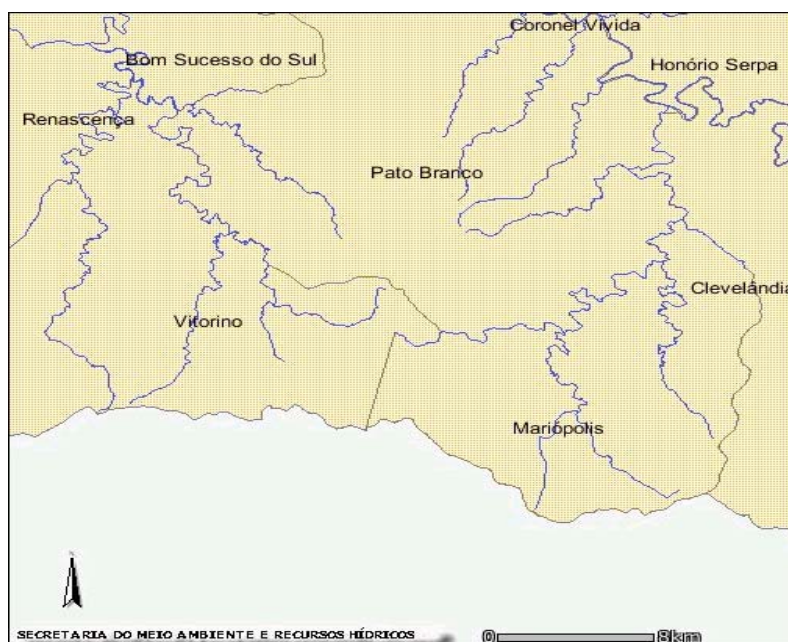 Coronel Vivida
Bom Sucesso do Sul
Honório Serpa
Renascença
Pato Branco
Clevelândia
Vitorino
Mariópolis
SECRETARIA DO MEIO AMBIENTE E RECURSOS HÍDRICOS
0 8km